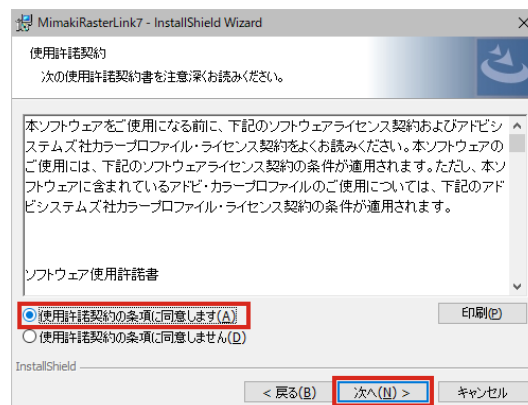 MimakiRasterLink7 - InstallShield Wizard
使用許諾契約
次の使用許諾契約書を注意深くお読みください。
本ソフトウェアをご使用になる前に、下記のソフトウェアライセンス契約およびアドビシ
ステムズ社カラープロファイル・ライセンス契約をよくお読みください。本ソフトウェアの
ご使用には、下記のソフトウェアライセンス契約の条件が適用されます。ただし、本ソ
フトウェアに含まれているアドビ・カラープロファイルのご使用については、下記のアド
ビシステムズ社カラープロファイル・ライセンス契約の条件が適用されます。
ソフトウェア使用許諾書
使用許諾契約の条項に同意します(A)
印刷(P)
使用許諾契約の条項に同意しません(D)
InstallShield
< 戻る(B)
次へ(N) >
キャンセル